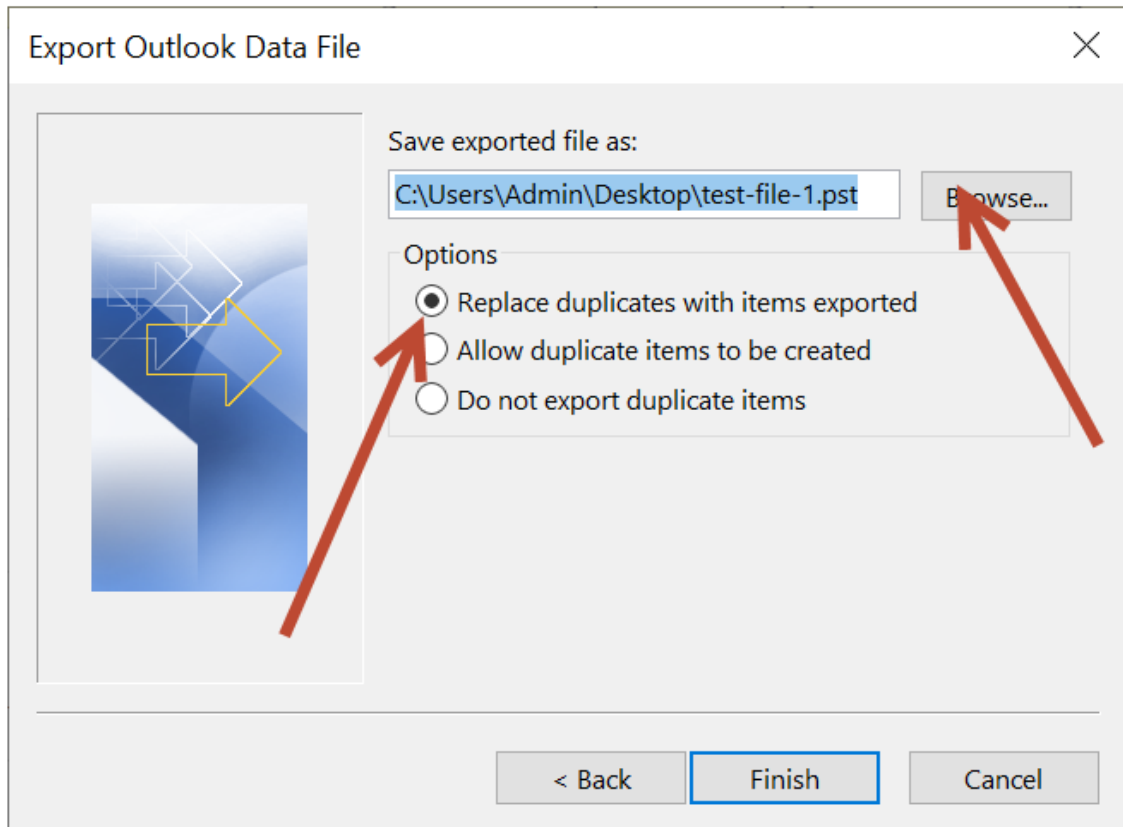 Export Outlook Data File
Save exported file as:
C:\Users\Admin\Desktop\test-file-1.pst
Browse...
Options
Replace duplicates with items exported
Allow duplicate items to be created
Do not export duplicate items
< Back
Finish
Cancel